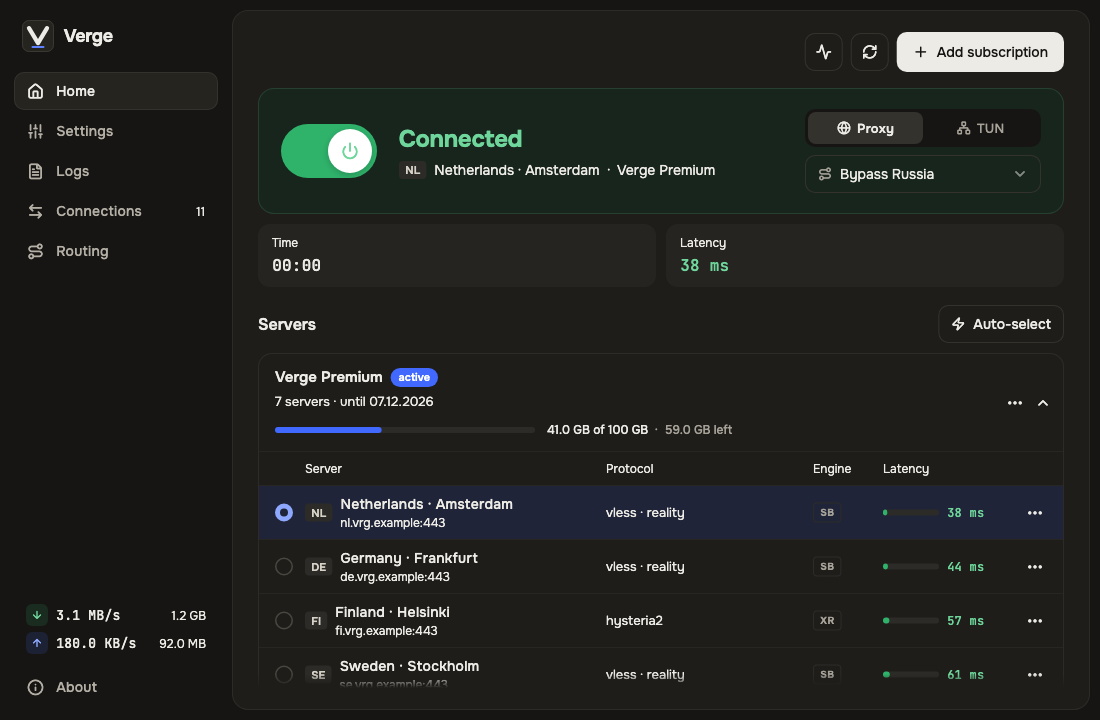 Verge
Home
Settings
Logs
Connections 11
Routing
3.1 MB/s 1.2 GB
180.0 KB/s 92.0 MB
About
Add subscription
Connected
NL Netherlands · Amsterdam · Verge Premium
Proxy TUN
Bypass Russia
Time
00:00
Latency
38 ms
Servers
Auto-select
Verge Premium active
7 servers · until 07.12.2026
41.0 GB of 100 GB · 59.0 GB left
Server Protocol Engine Latency
NL Netherlands · Amsterdam vless · reality SB 38 ms
nl.vrg.example:443
DE Germany · Frankfurt vless · reality SB 44 ms
de.vrg.example:443
FI Finland · Helsinki hysteria2 XR 57 ms
fi.vrg.example:443
SE Sweden · Stockholm vless · reality SB 61 ms
se.vrg.example:443